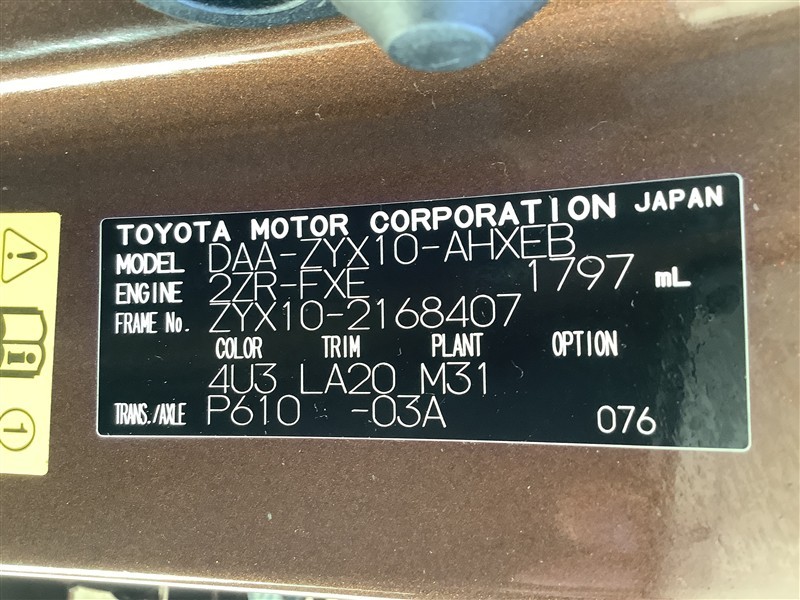 TOYOTA MOTOR CORPORATION JAPAN
MODEL DAA-ZYX10-AHXEB
ENGINE 2ZR-FXE 1797 mL
FRAME No. ZYX10-2168407
COLOR TRIM PLANT OPTION
4U3 LA20 M31
TRANS./AXLE P610 -03A 076
!
i
1